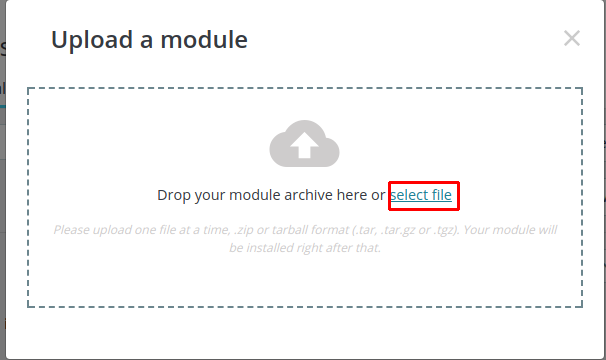 Upload a module
Drop your module archive here or select file
Please upload one file at a time, .zip or tarball format (.tar, .tar.gz or .tgz). Your module will
be installed right after that.